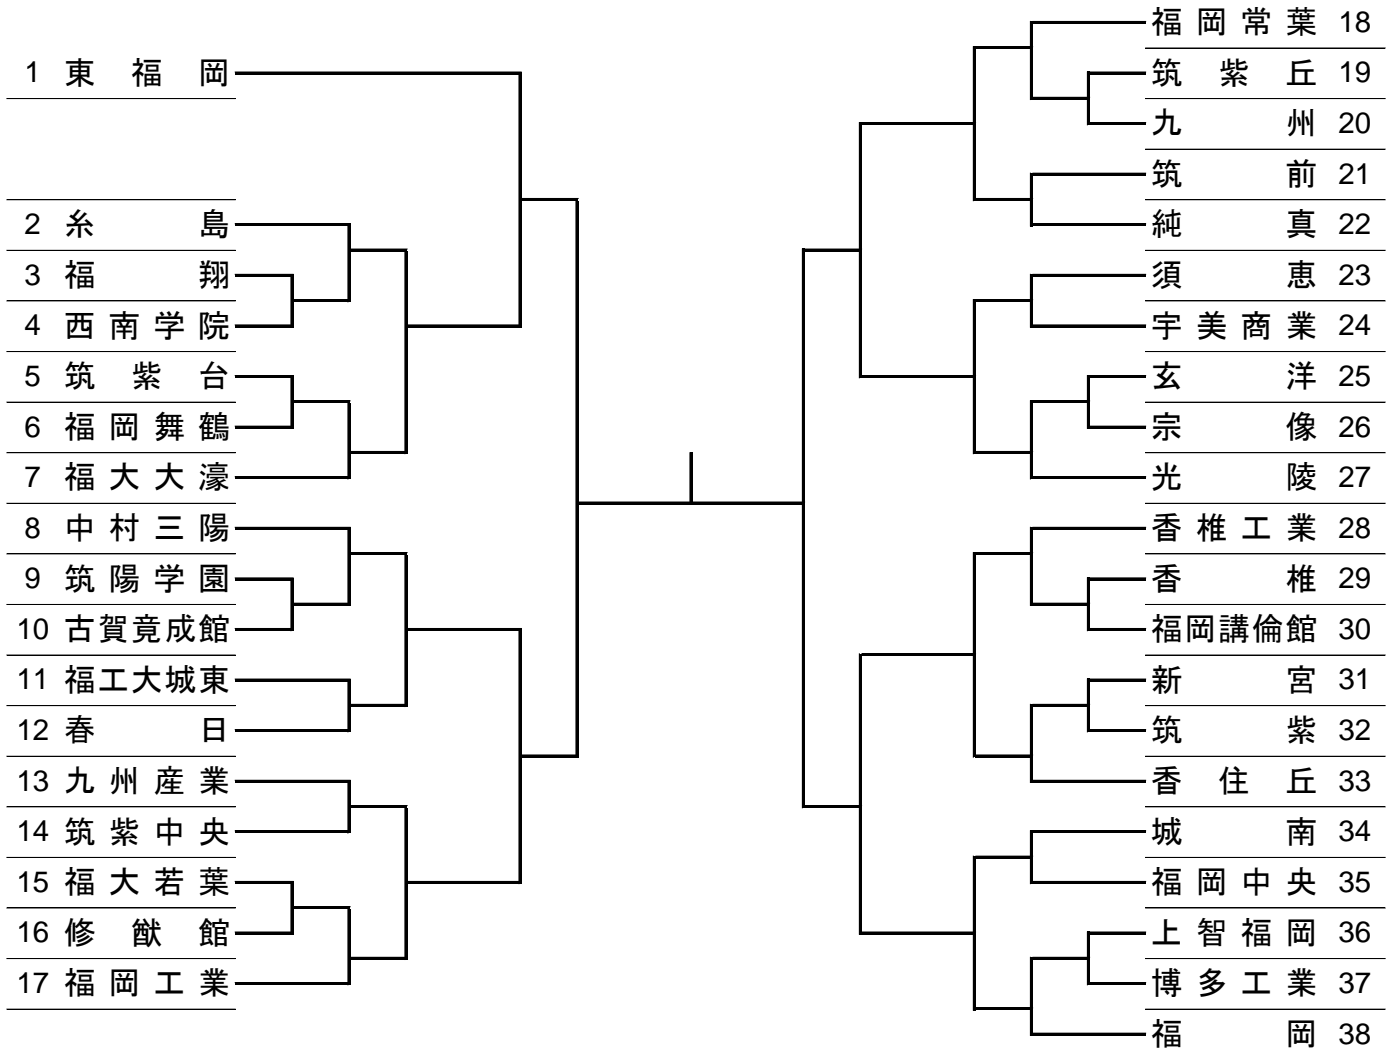 1 東福岡
2 糸島
3 福翔
4 西南学院
5 筑紫台
6 福岡舞鶴
7 福大大濠
8 中村三陽
9 筑陽学園
10 古賀竟成館
11 福工大城東
12 春日
13 九州産業
14 筑紫中央
15 福大若葉
16 修猷館
17 福岡工業
福岡常葉 18
筑紫丘 19
九州 20
筑前 21
純真 22
須恵 23
宇美商業 24
玄洋 25
宗像 26
光陵 27
香椎工業 28
香椎 29
福岡講倫館 30
新宮 31
筑紫 32
香住丘 33
城南 34
福岡中央 35
上智福岡 36
博多工業 37
福岡 38